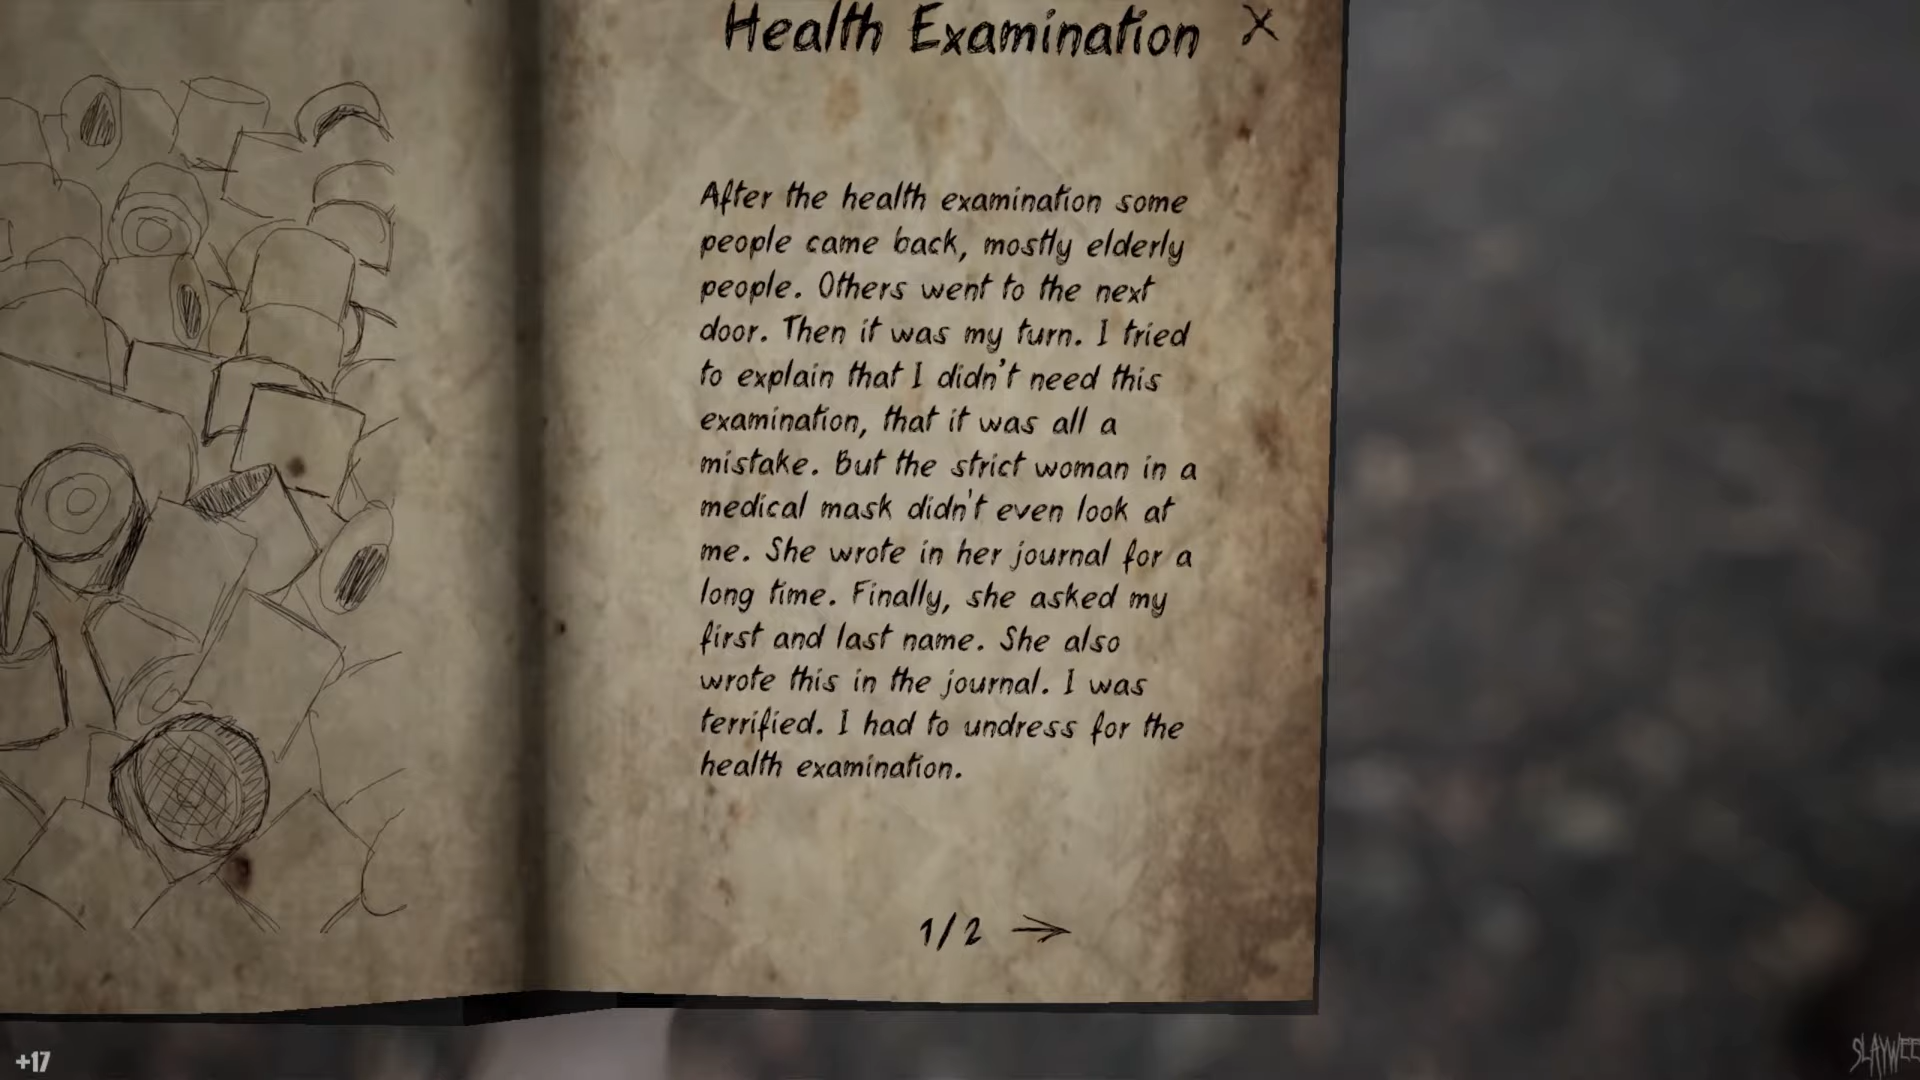 Health Examination X
After the health examination some
people came back, mostly elderly
people. Others went to the next
door. Then it was my turn. I tried
to explain that I didn't need this
examination, that it was all a
mistake. But the strict woman in a
medical mask didn't even look at
me. She wrote in her journal for a
long time. Finally, she asked my
first and last name. She also
wrote this in the journal. I was
terrified. I had to undress for the
health examination.
1/2 →
+17
SLAYWEE